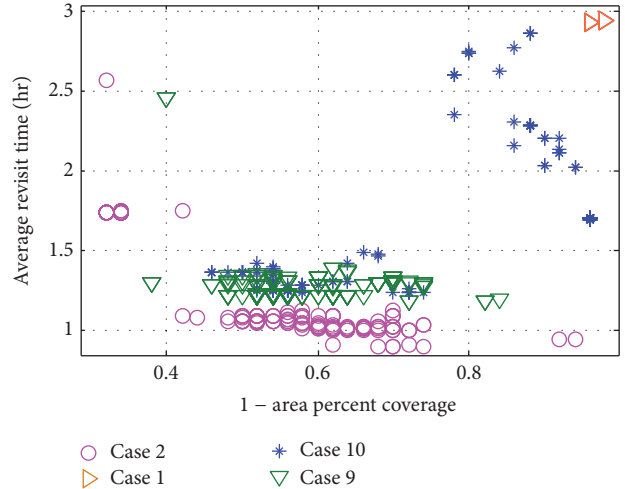 3
2.5
2
1.5
1
Average revisit time (hr)
0.4 0.6 0.8
1 − area percent coverage
Case 2 Case 10
Case 1 Case 9